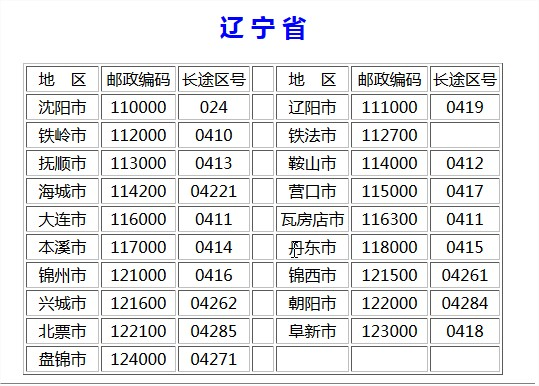 辽宁省
地 区 邮政编码 长途区号 地 区 邮政编码 长途区号
沈阳市 110000 024 辽阳市 111000 0419
铁岭市 112000 0410 铁法市 112700
抚顺市 113000 0413 鞍山市 114000 0412
海城市 114200 04221 营口市 115000 0417
大连市 116000 0411 瓦房店市 116300 0411
本溪市 117000 0414 丹东市 118000 0415
锦州市 121000 0416 锦西市 121500 04261
兴城市 121600 04262 朝阳市 122000 04284
北票市 122100 04285 阜新市 123000 0418
盘锦市 124000 04271